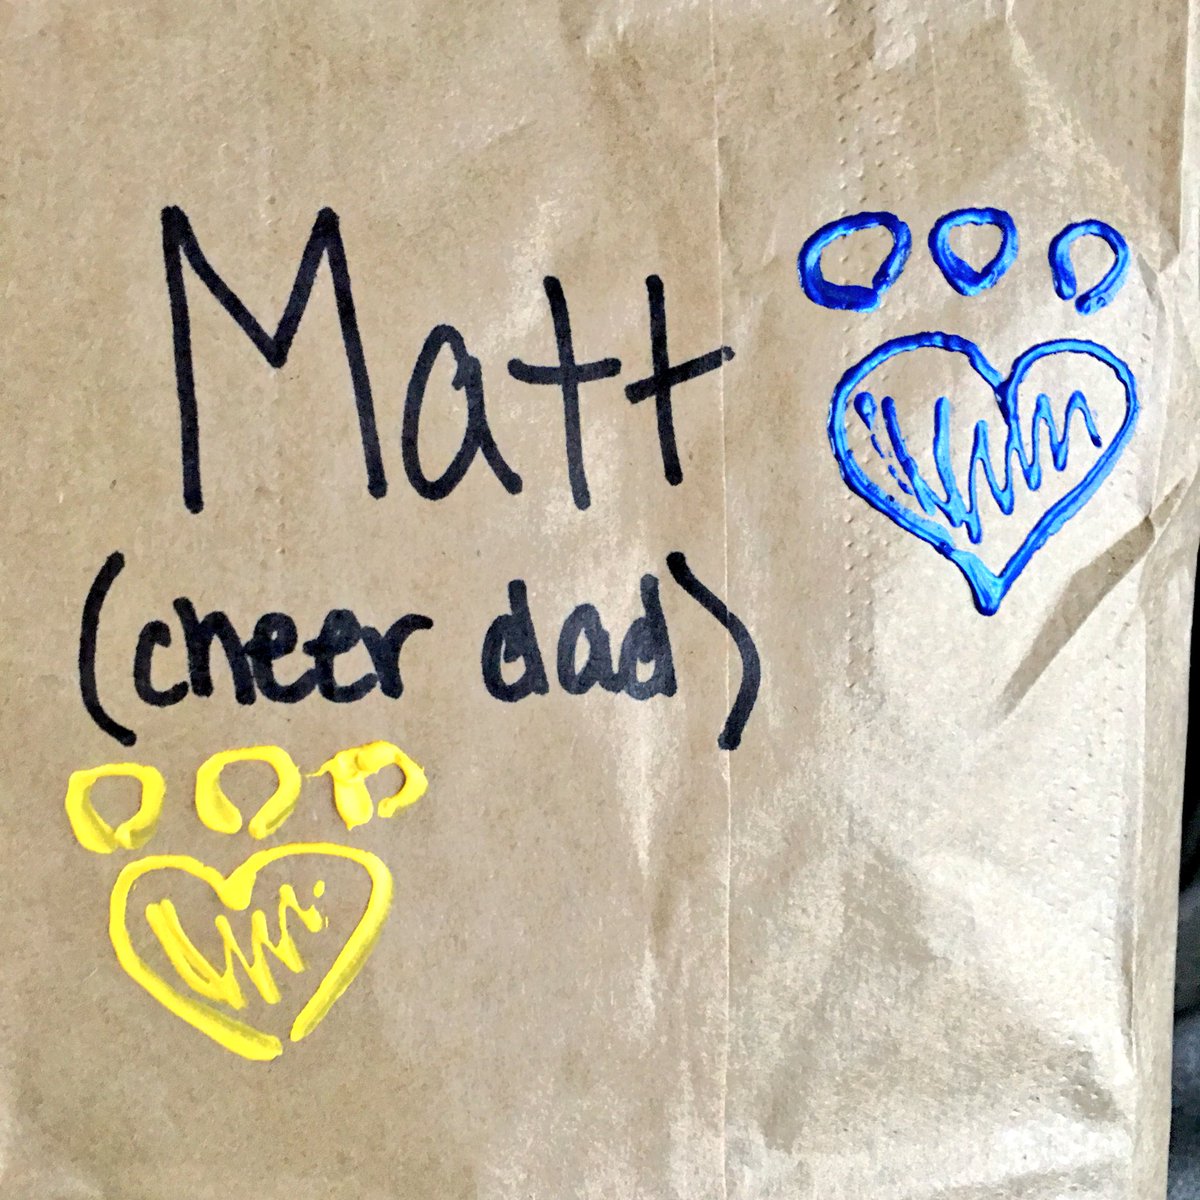 Matt
(cheer dad)